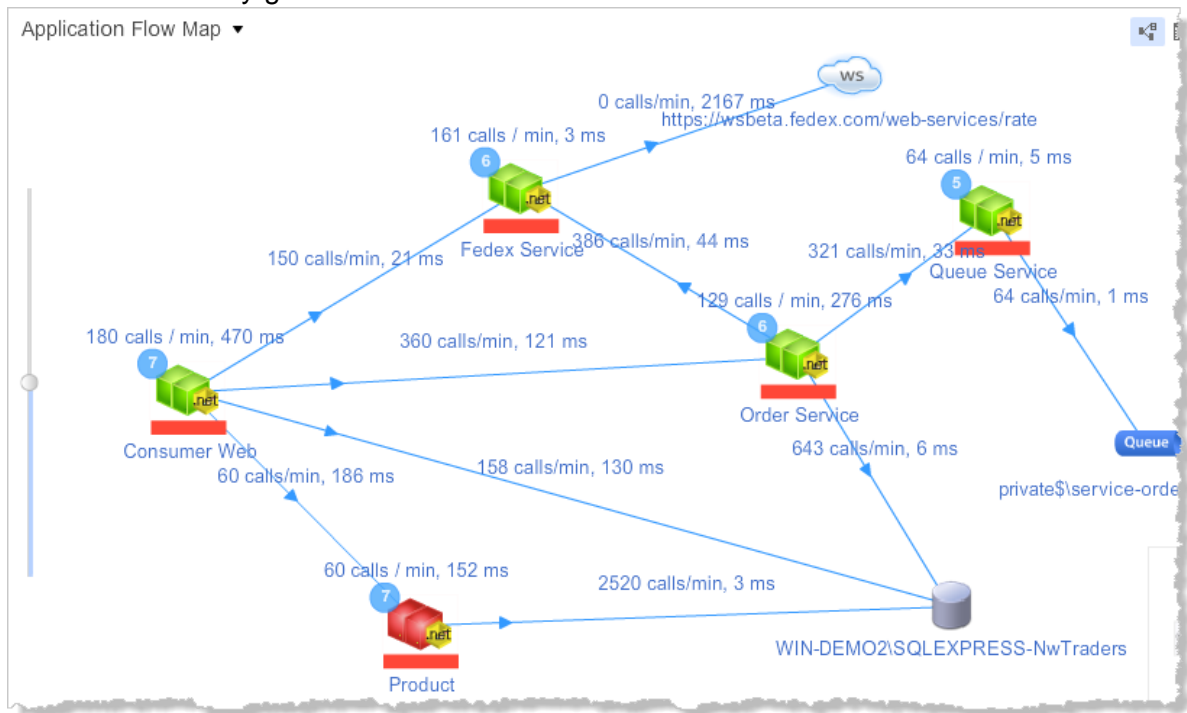 Application Flow Map
WS
0 calls/min, 2167 ms
https://wsbeta.fedex.com/web-services/rate
161 calls / min, 3 ms
6
.net
Fedex Service
64 calls / min, 5 ms
5
.net
Queue Service
150 calls/min, 21 ms
386 calls/min, 44 ms
321 calls/min, 33 ms
64 calls/min, 1 ms
129 calls / min, 276 ms
6
.net
Order Service
180 calls / min, 470 ms
7
.net
Consumer Web
360 calls/min, 121 ms
643 calls/min, 6 ms
Queue
private$\service-orde
60 calls/min, 186 ms
158 calls/min, 130 ms
60 calls / min, 152 ms
7
.net
Product
2520 calls/min, 3 ms
WIN-DEMO2\SQLEXPRESS-NwTraders